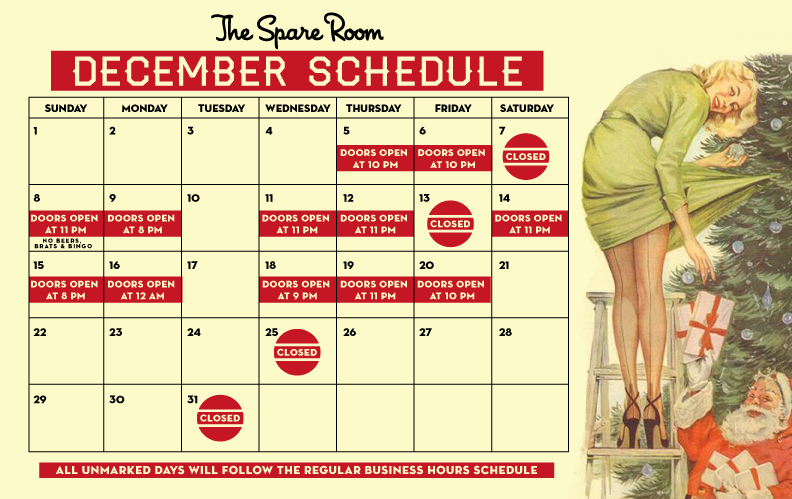 The Spare Room
DECEMBER SCHEDULE
SUNDAY MONDAY TUESDAY WEDNESDAY THURSDAY FRIDAY SATURDAY
1 2 3 4 5 6 7
DOORS OPEN DOORS OPEN CLOSED
AT 10 PM AT 10 PM
8 9 10 11 12 13 14
DOORS OPEN DOORS OPEN DOORS OPEN DOORS OPEN CLOSED DOORS OPEN
AT 11 PM AT 8 PM AT 11 PM AT 11 PM AT 11 PM
NO BEERS,
BRATS & BINGO
15 16 17 18 19 20 21
DOORS OPEN DOORS OPEN DOORS OPEN DOORS OPEN DOORS OPEN
AT 8 PM AT 12 AM AT 9 PM AT 11 PM AT 10 PM
22 23 24 25 26 27 28
CLOSED
29 30 31
CLOSED
ALL UNMARKED DAYS WILL FOLLOW THE REGULAR BUSINESS HOURS SCHEDULE